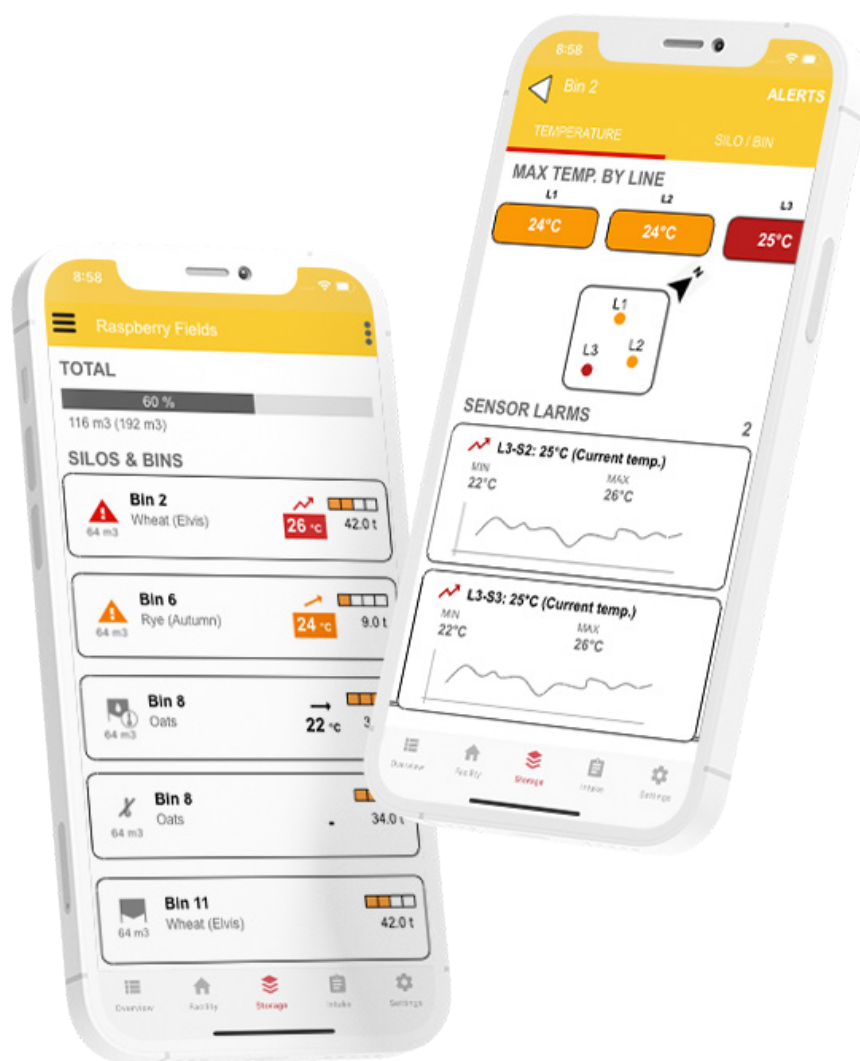 8:58
Raspberry Fields
TOTAL
60 %
116 m3 (192 m3)
SILOS & BINS
Bin 2
Wheat (Elvis)
64 m3
26 °C
42.0 t
Bin 6
Rye (Autumn)
64 m3
24 °C
9.0 t
Bin 8
Oats
64 m3
22 °C
3.
Bin 8
Oats
64 m3
-
34.0 t
Bin 11
Wheat (Elvis)
64 m3
42.0 t
Overview
Facility
Storage
Intake
Settings
8:58
Bin 2
ALERTS
TEMPERATURE
SILO / BIN
MAX TEMP. BY LINE
L1
L2
L3
24°C
24°C
25°C
N
L1
L3
L2
SENSOR LARMS
2
L3-S2: 25°C (Current temp.)
MIN
MAX
22°C
26°C
L3-S3: 25°C (Current temp.)
MIN
MAX
22°C
26°C
Overview
Facility
Storage
Intake
Settings